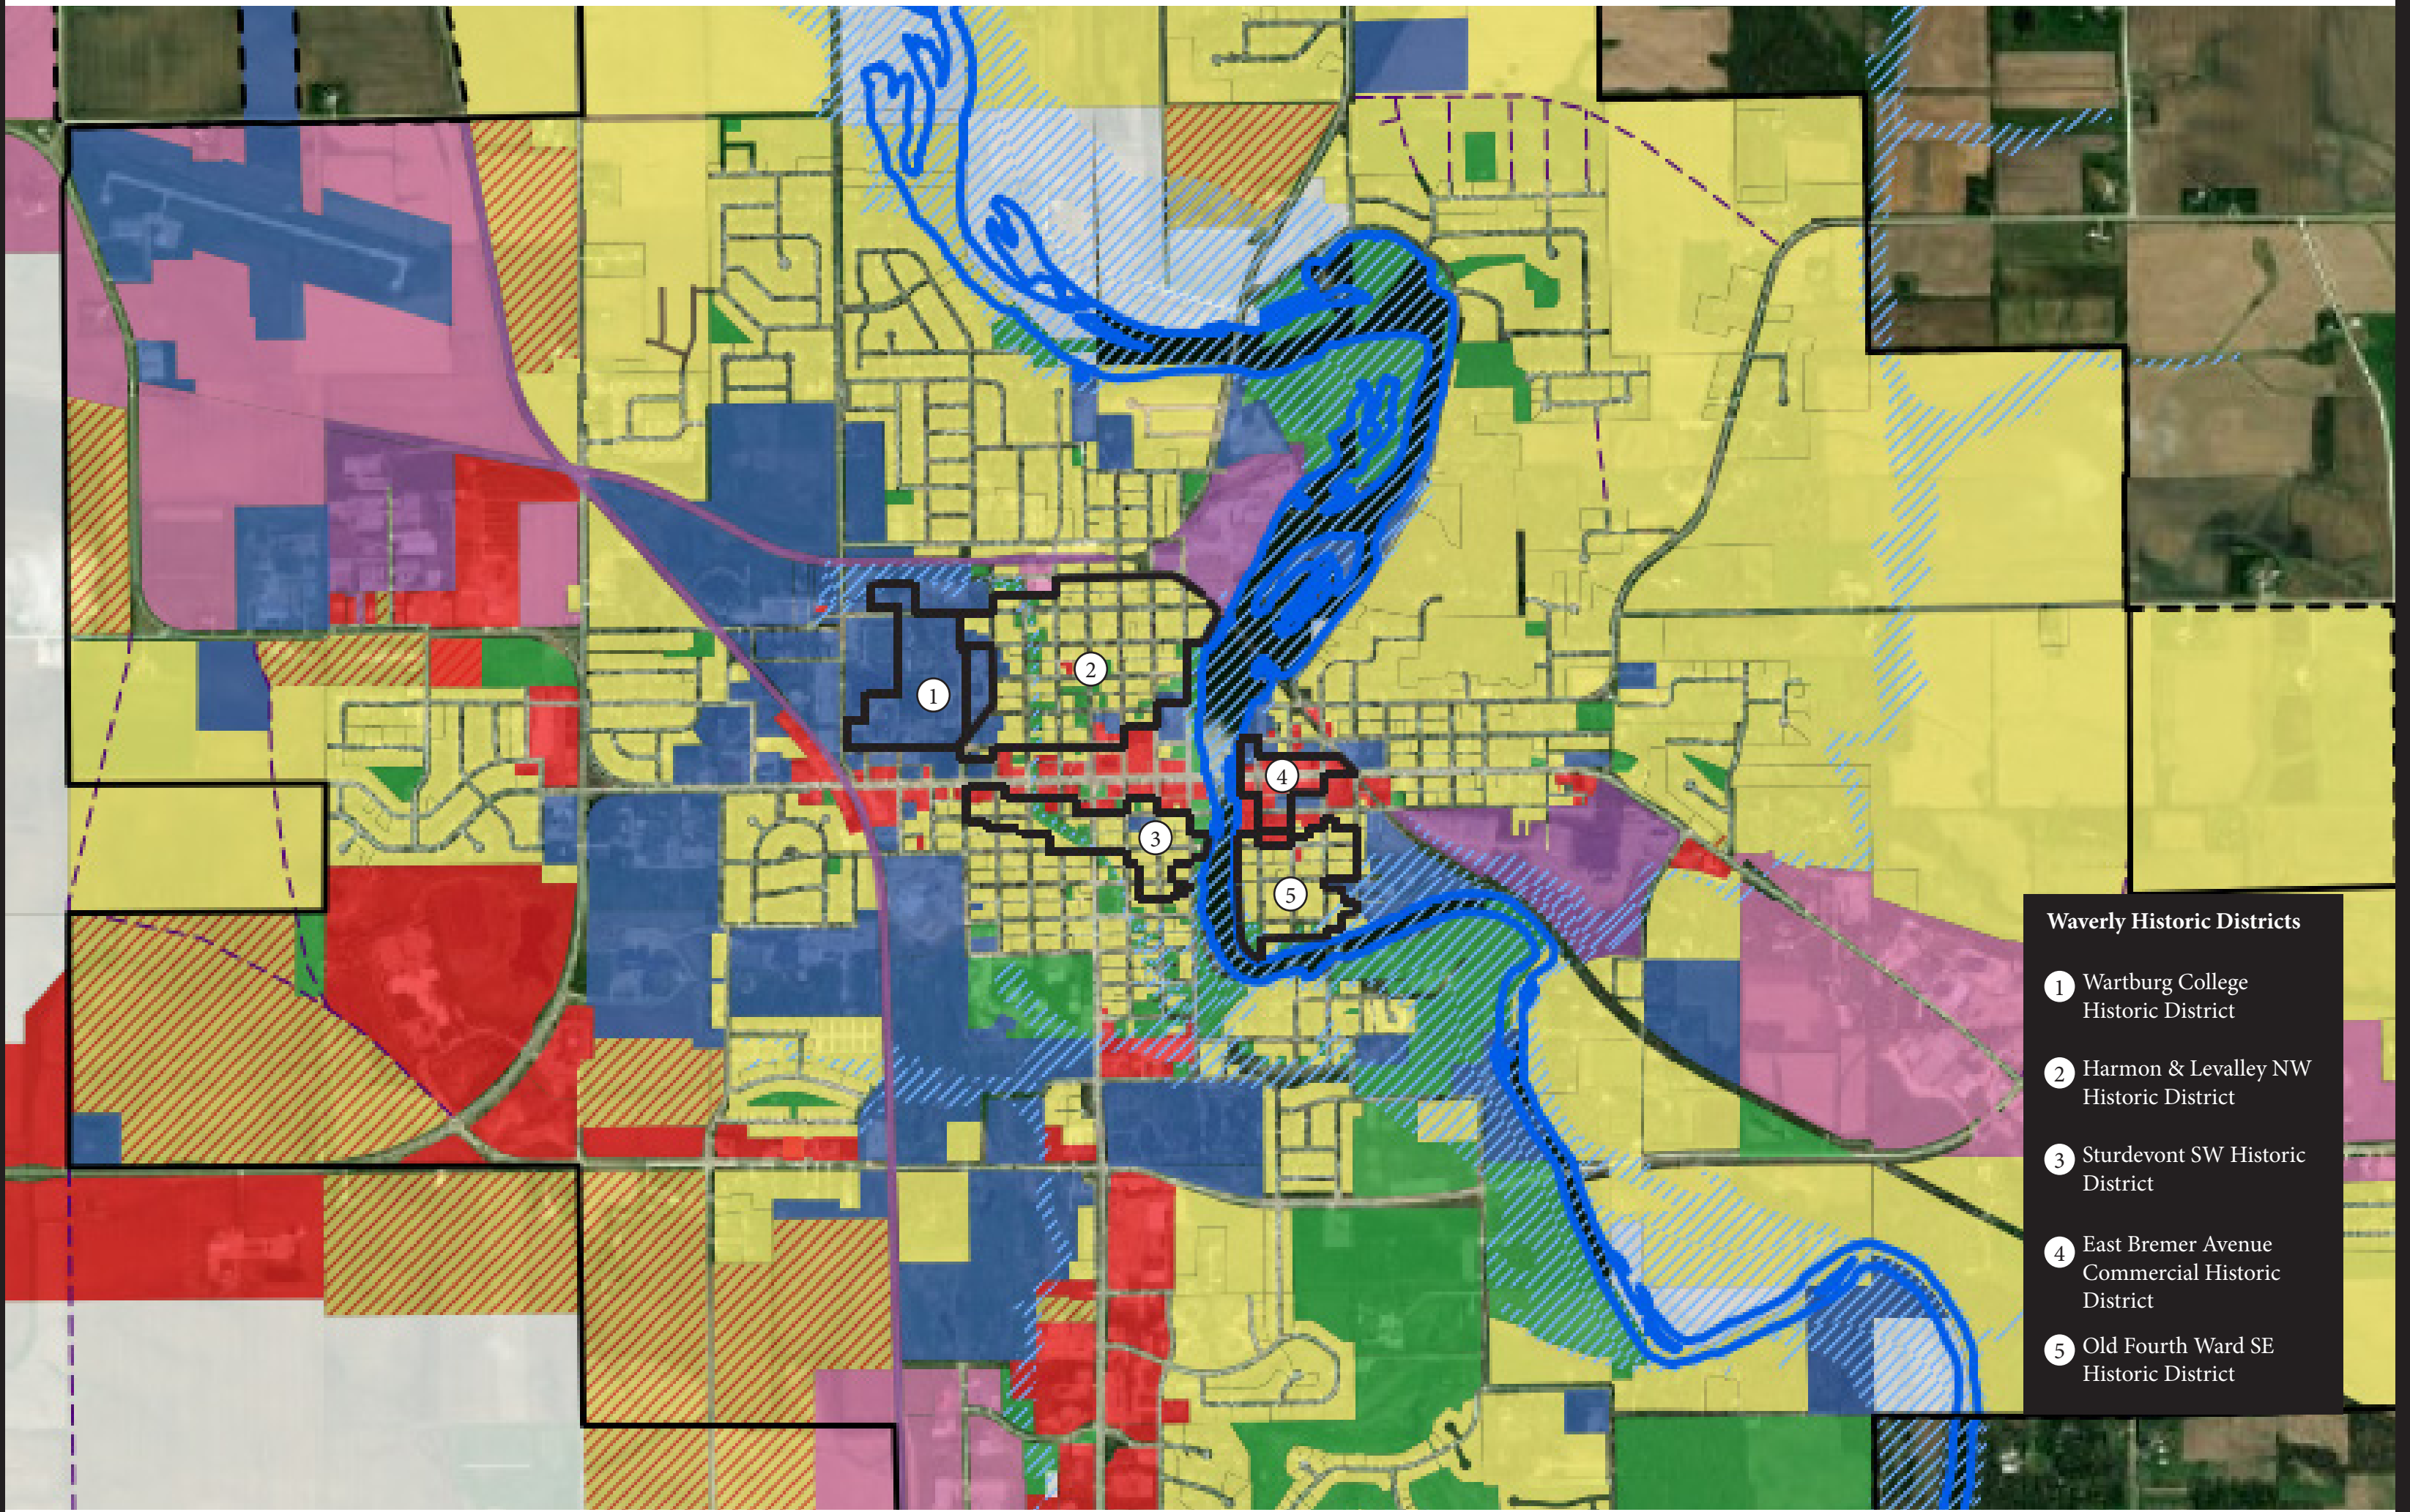 1
2
3
4
5
Waverly Historic Districts
1 Wartburg College
Historic District
2 Harmon & Levalley NW
Historic District
3 Sturdevont SW Historic
District
4 East Bremer Avenue
Commercial Historic
District
5 Old Fourth Ward SE
Historic District